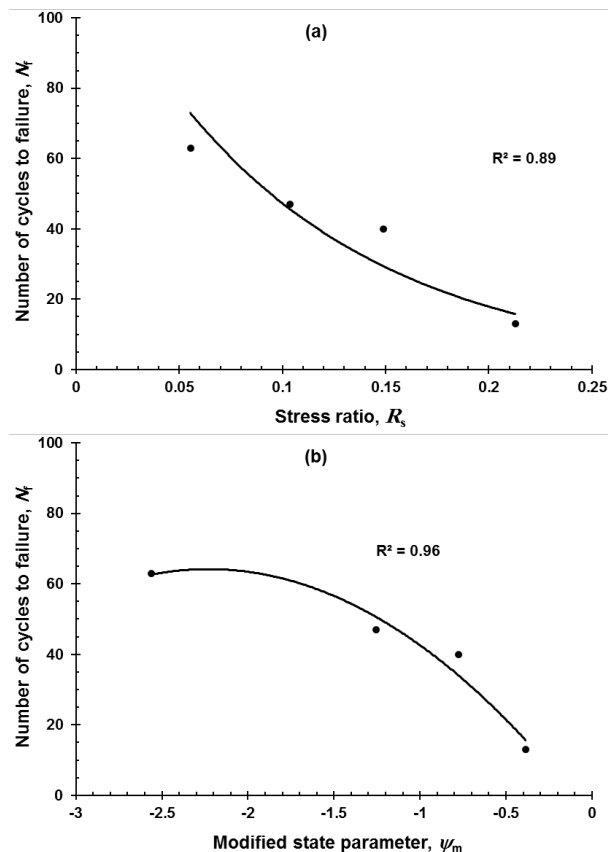 (a)
100
80
60
40
20
0
Number of cycles to failure, Nf
R² = 0.89
0 0.05 0.1 0.15 0.2 0.25
Stress ratio, Rs
(b)
100
80
60
40
20
0
Number of cycles to failure, Nf
R² = 0.96
-3 -2.5 -2 -1.5 -1 -0.5 0
Modified state parameter, ψm